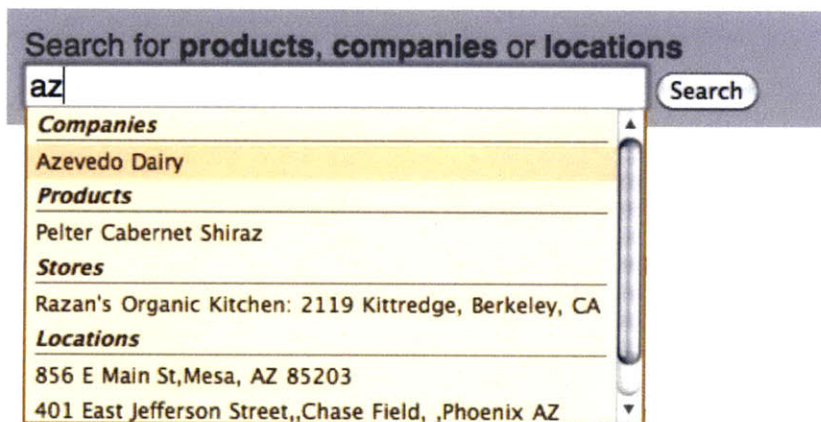 Search for products, companies or locations
az
Search
Companies
Azevedo Dairy
Products
Pelter Cabernet Shiraz
Stores
Razan's Organic Kitchen: 2119 Kittredge, Berkeley, CA
Locations
856 E Main St,Mesa, AZ 85203
401 East Jefferson Street,,Chase Field, ,Phoenix AZ